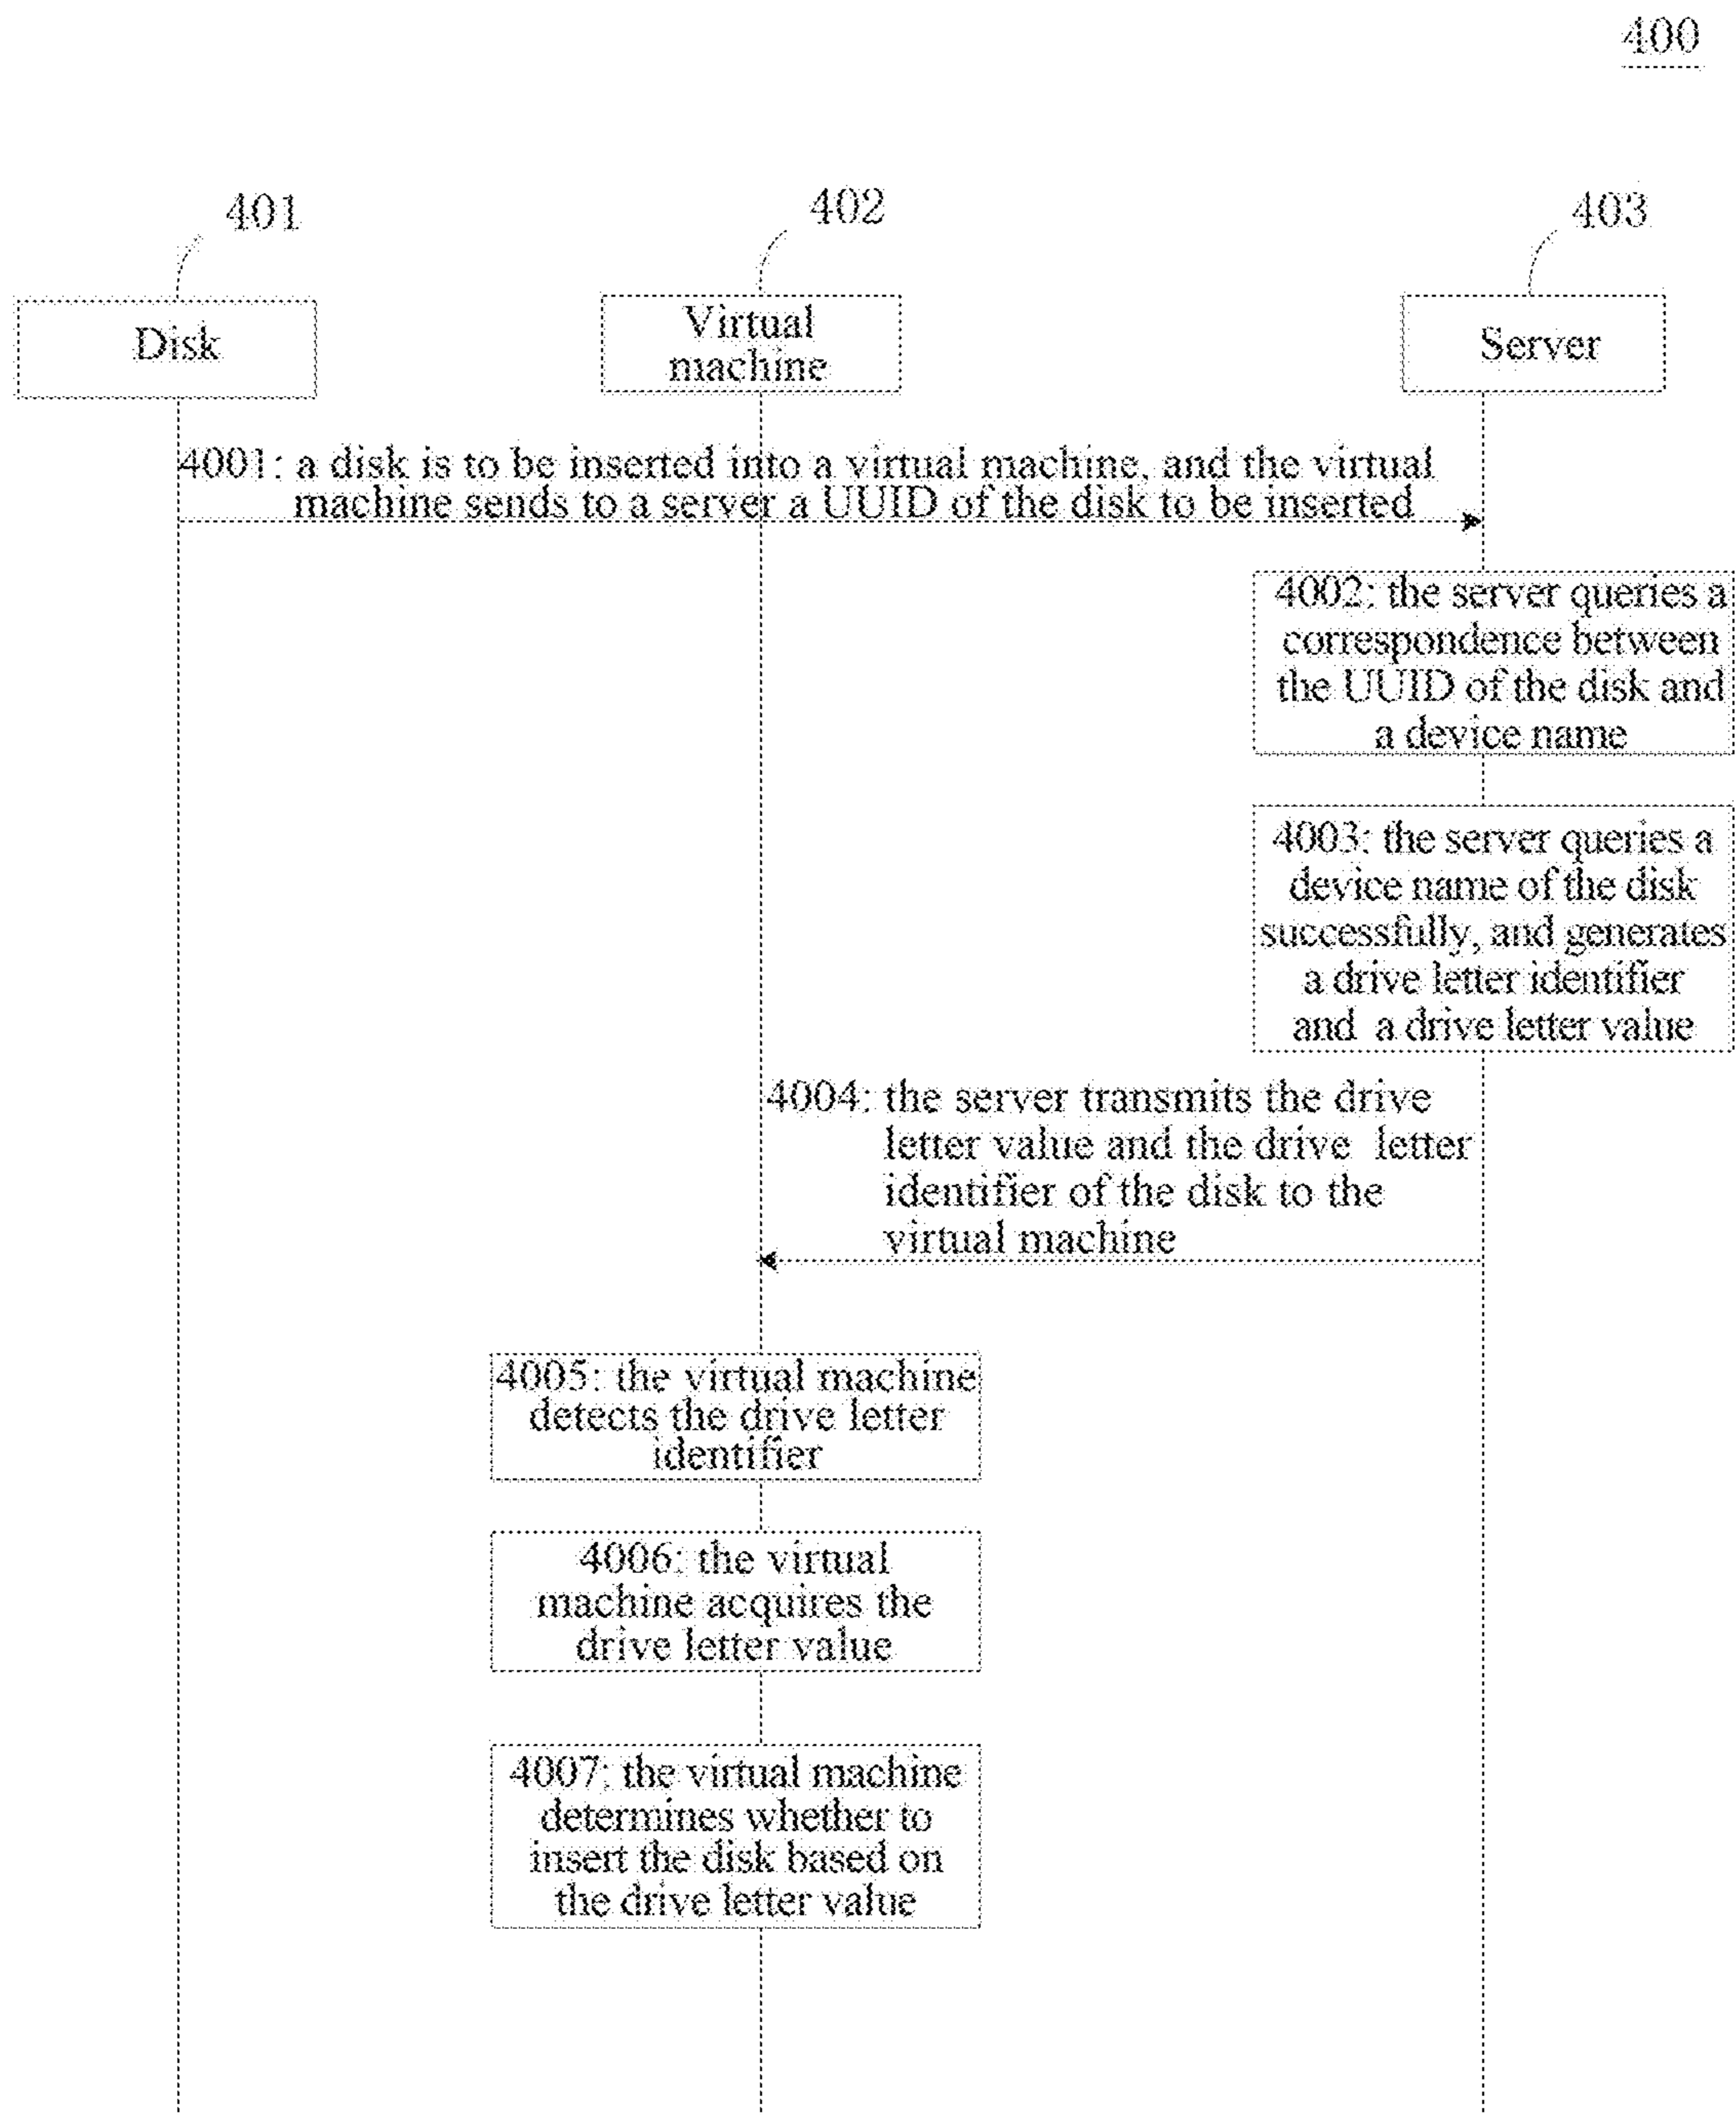 400
401
402
403
Disk
Virtual
machine
Server
4001: a disk is to be inserted into a virtual machine, and the virtual
machine sends to a server a UUID of the disk to be inserted
4002: the server queries a
correspondence between
the UUID of the disk and
a device name
4003: the server queries a
device name of the disk
successfully, and generates
a drive letter identifier
and a drive letter value
4004: the server transmits the drive
letter value and the drive letter
identifier of the disk to the
virtual machine
4005: the virtual machine
detects the drive letter
identifier
4006: the virtual
machine acquires the
drive letter value
4007: the virtual machine
determines whether to
insert the disk based on
the drive letter value